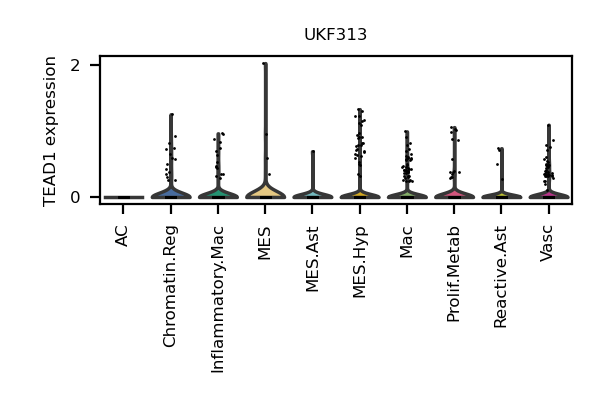 UKF313
TEAD1 expression
2
0
AC
Chromatin.Reg
Inflammatory.Mac
MES
MES.Ast
MES.Hyp
Mac
Prolif.Metab
Reactive.Ast
Vasc